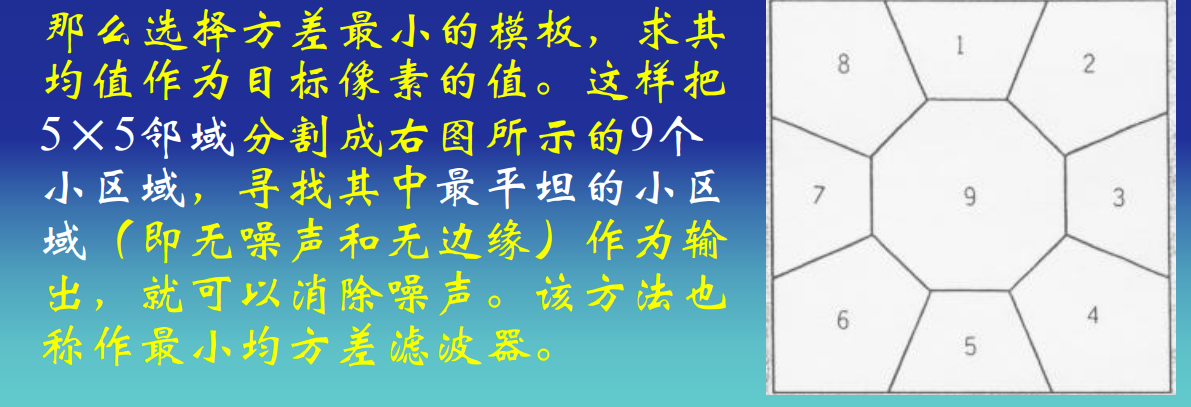 那么选择方差最小的模板，求其
均值作为目标像素的值。这样把
5×5邻域分割成右图所示的9个
小区域，寻找其中最平坦的小区
域（即无噪声和无边缘）作为输
出，就可以消除噪声。该方法也
称作最小均方差滤波器。
8
1
2
7
9
3
6
5
4